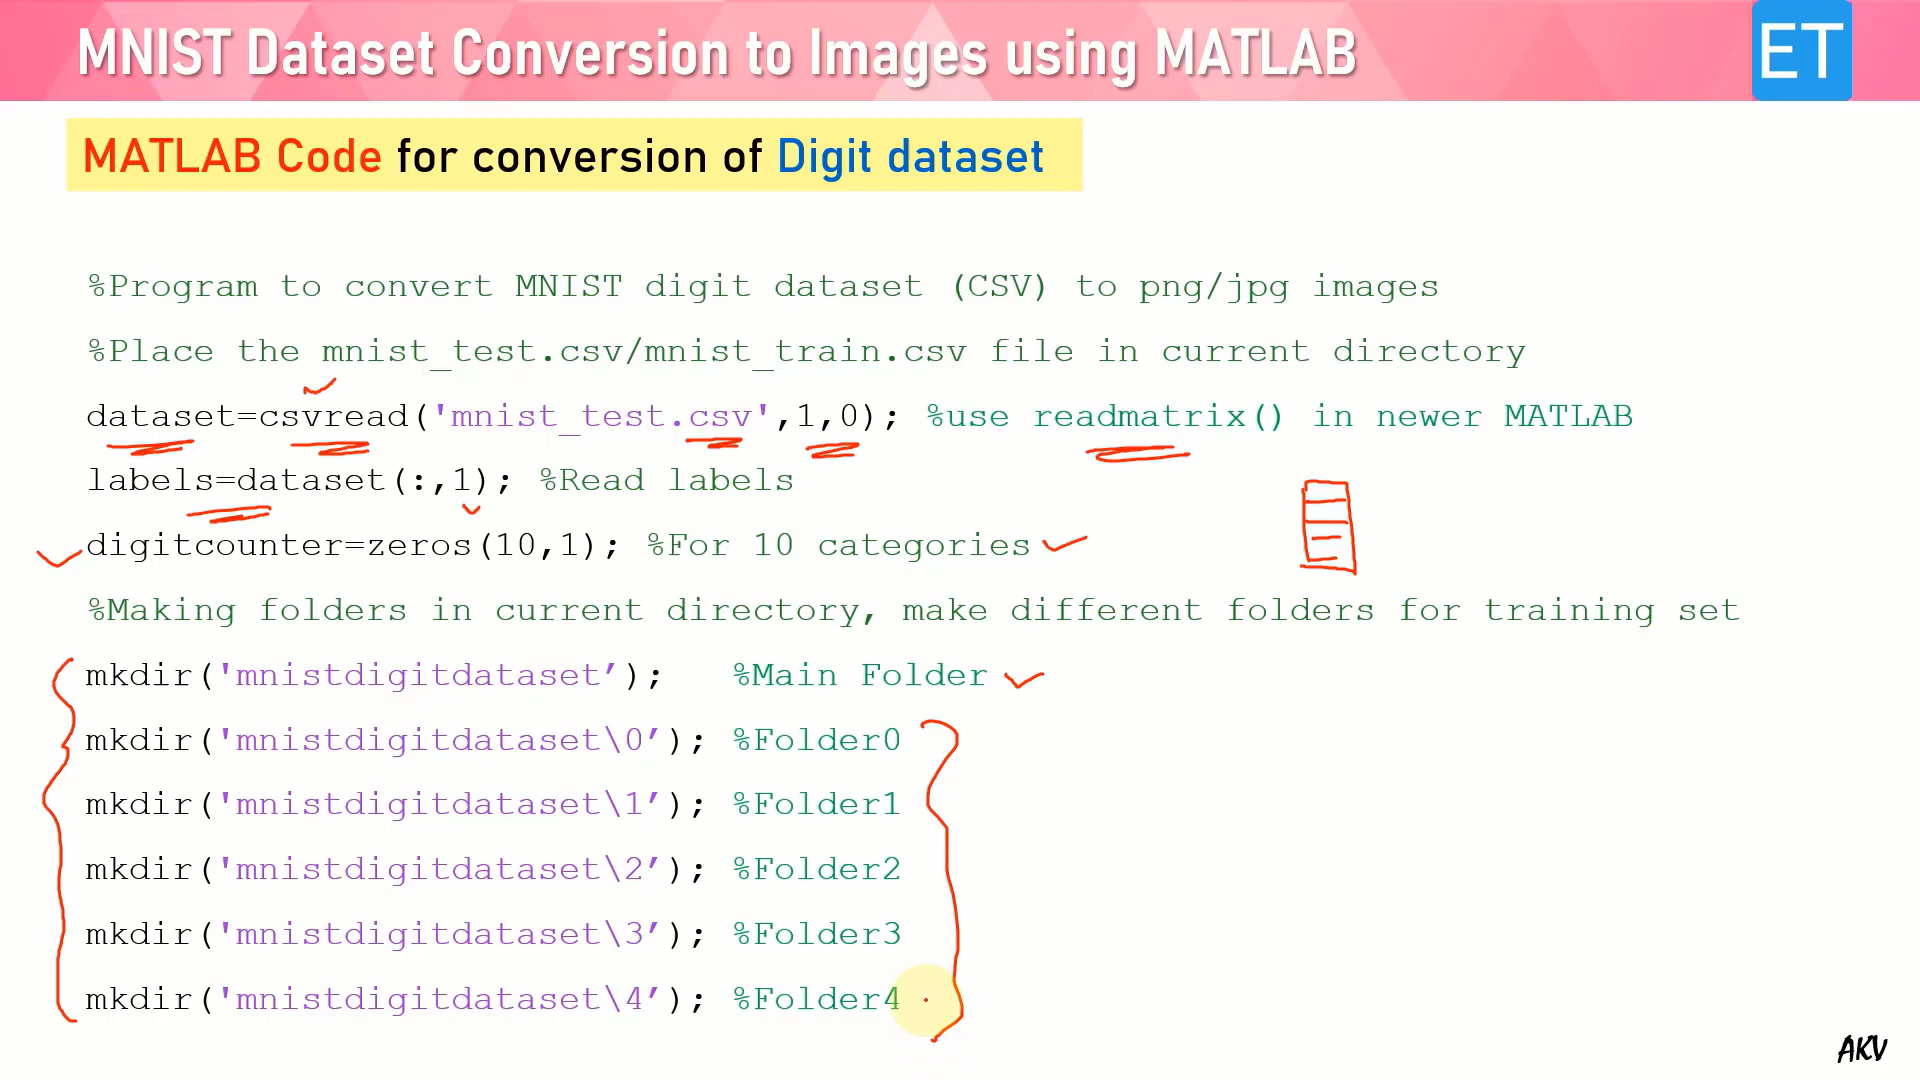 MNIST Dataset Conversion to Images using MATLAB
ET
MATLAB Code for conversion of Digit dataset
%Program to convert MNIST digit dataset (CSV) to png/jpg images
%Place the mnist_test.csv/mnist_train.csv file in current directory
dataset=csvread('mnist_test.csv',1,0); %use readmatrix() in newer MATLAB
labels=dataset(:,1); %Read labels
digitcounter=zeros(10,1); %For 10 categories
%Making folders in current directory, make different folders for training set
mkdir('mnistdigitdataset’); %Main Folder
mkdir('mnistdigitdataset\0’); %Folder0
mkdir('mnistdigitdataset\1’); %Folder1
mkdir('mnistdigitdataset\2’); %Folder2
mkdir('mnistdigitdataset\3’); %Folder3
mkdir('mnistdigitdataset\4’); %Folder4
AKV